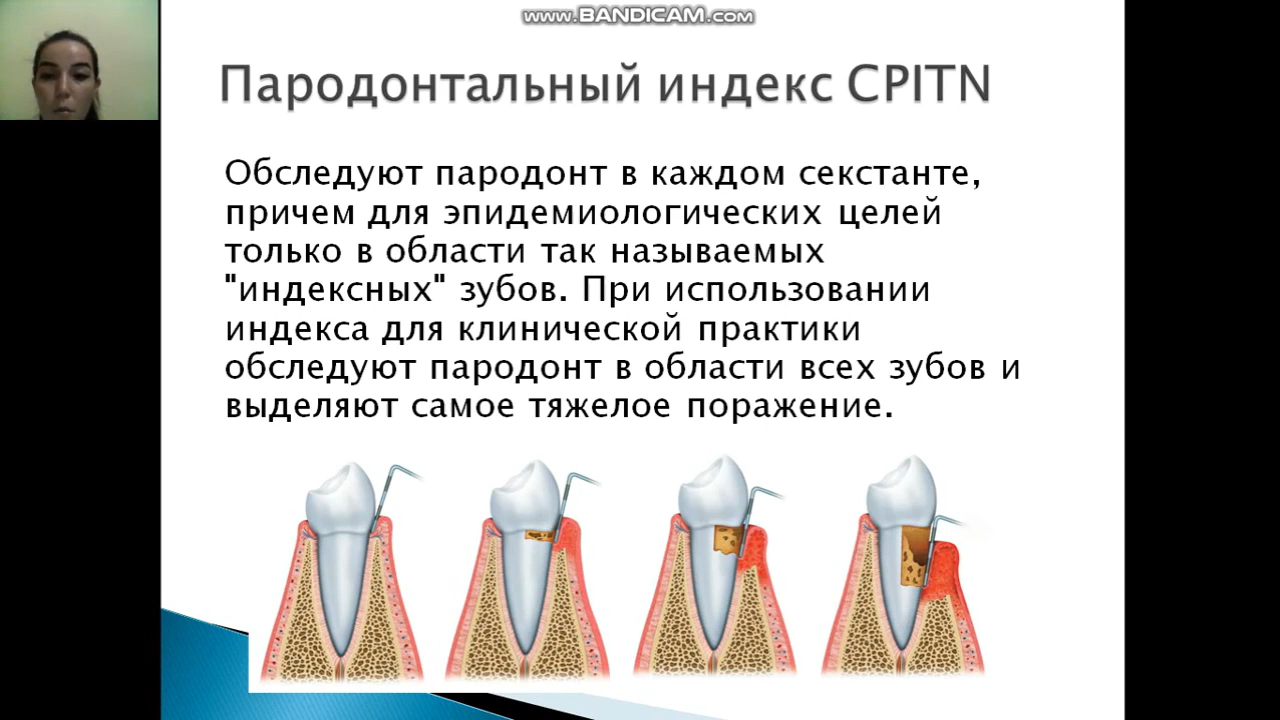 www.BANDICAM.com
Пародонтальный индекс CPITN
Обследуют пародонт в каждом секстанте,
причем для эпидемиологических целей
только в области так называемых
"индексных" зубов. При использовании
индекса для клинической практики
обследуют пародонт в области всех зубов и
выделяют самое тяжелое поражение.